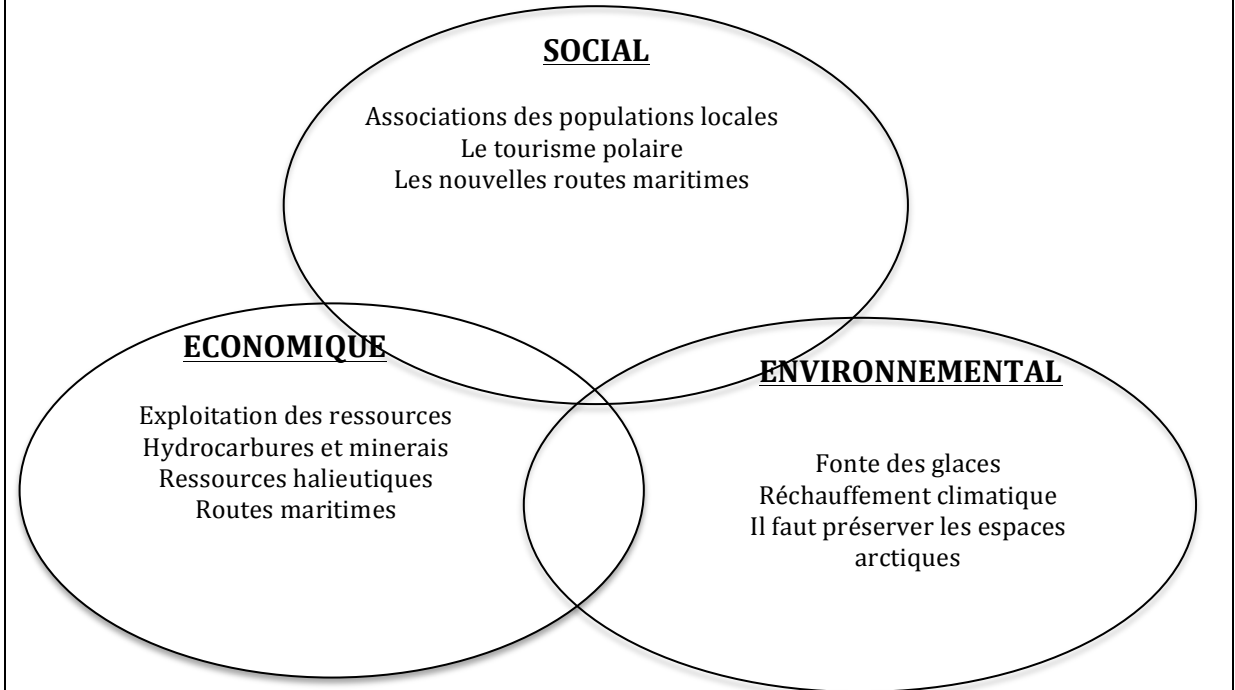 SOCIAL
Associations des populations locales
Le tourisme polaire
Les nouvelles routes maritimes
ECONOMIQUE
Exploitation des ressources
Hydrocarbures et minerais
Ressources halieutiques
Routes maritimes
ENVIRONNEMENTAL
Fonte des glaces
Réchauffement climatique
Il faut préserver les espaces
arctiques